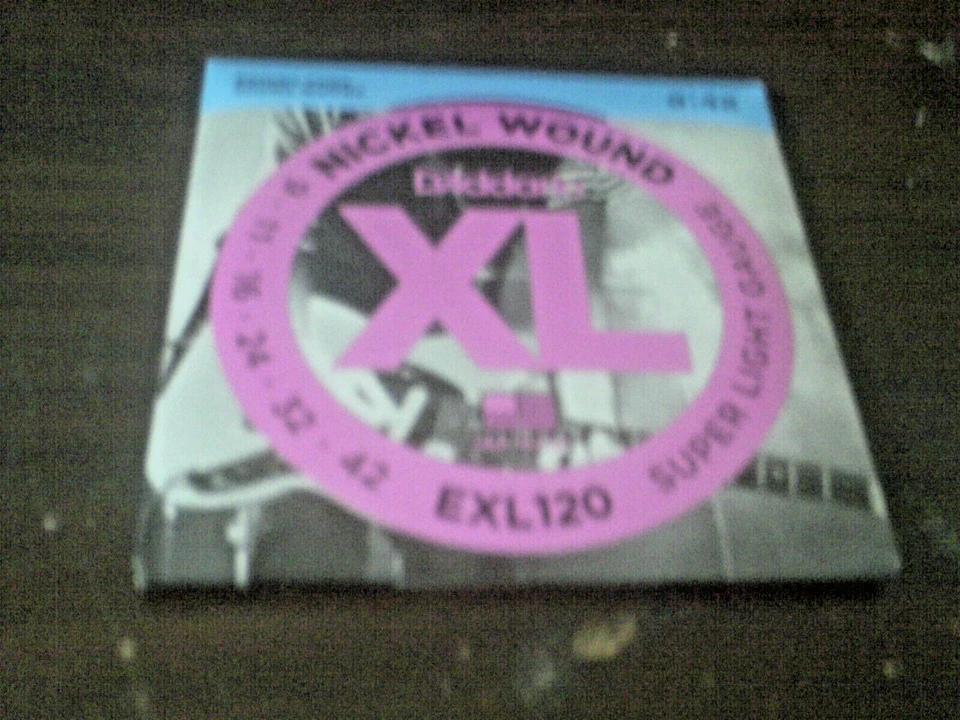 NICKEL WOUND
D'Addario
XL
9 - 11 - 16 - 24 - 32 - 42
EXL120
SUPER LIGHT GAUGE